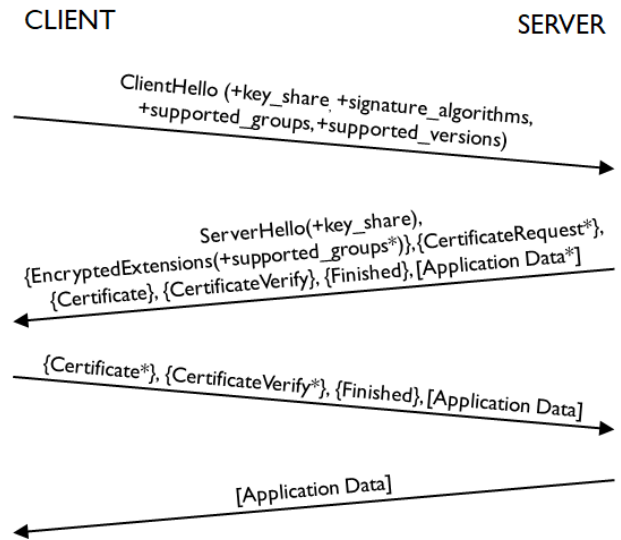 CLIENT
SERVER
ClientHello (+key_share, +signature_algorithms,
+supported_groups,+supported_versions)
ServerHello(+key_share),
{EncryptedExtensions(+supported_groups*)},{CertificateRequest*},
{Certificate}, {CertificateVerify}, {Finished}, [Application Data*]
{Certificate*}, {CertificateVerify*}, {Finished}, [Application Data]
[Application Data]